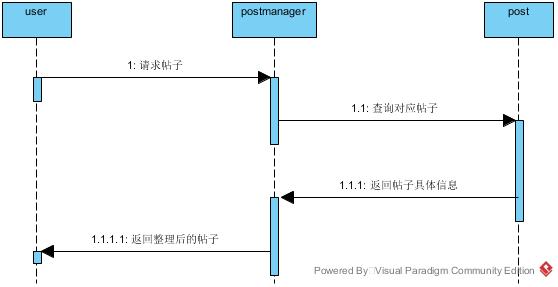 user
postmanager
post
1: 请求帖子
1.1: 查询对应帖子
1.1.1: 返回帖子具体信息
1.1.1.1: 返回整理后的帖子
Powered By Visual Paradigm Community Edition